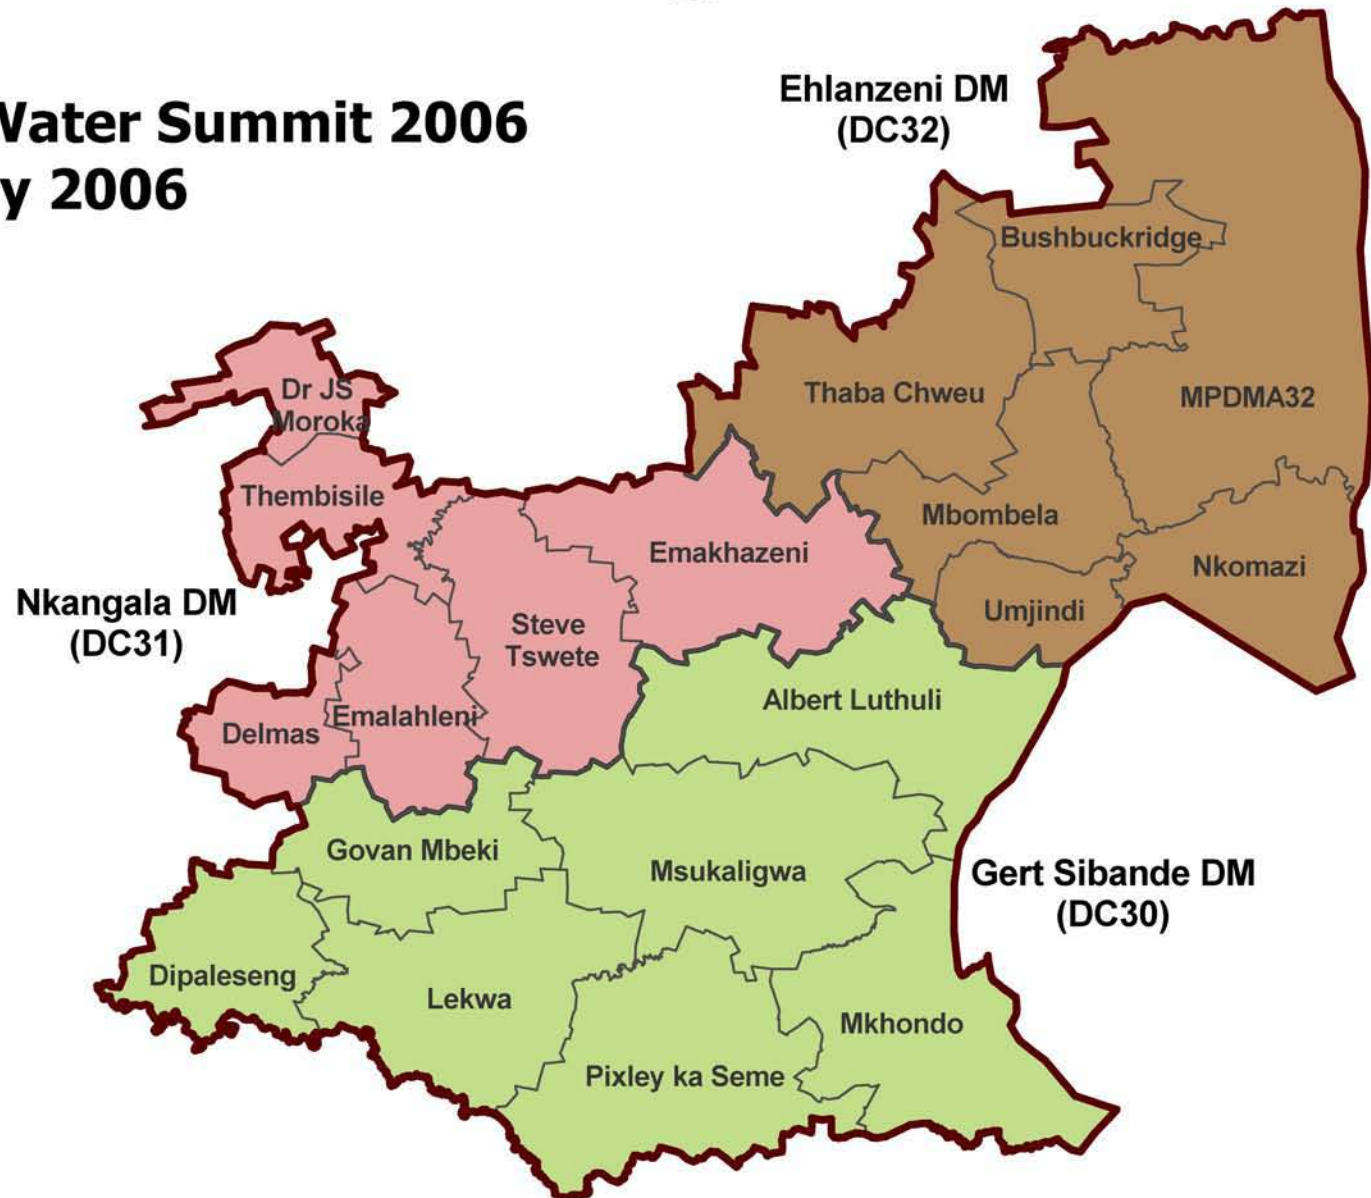 Water Summit 2006
y 2006
Ehlanzeni DM
(DC32)
Bushbuckridge
Dr JS
Moroka
Thaba Chweu
MPDMA32
Thembisile
Mbombela
Emakhazeni
Nkomazi
Nkangala DM
(DC31)
Umjindi
Steve
Tswete
Albert Luthuli
Emalahleni
Delmas
Govan Mbeki
Msukaligwa
Gert Sibande DM
(DC30)
Dipaleseng
Lekwa
Mkhondo
Pixley ka Seme